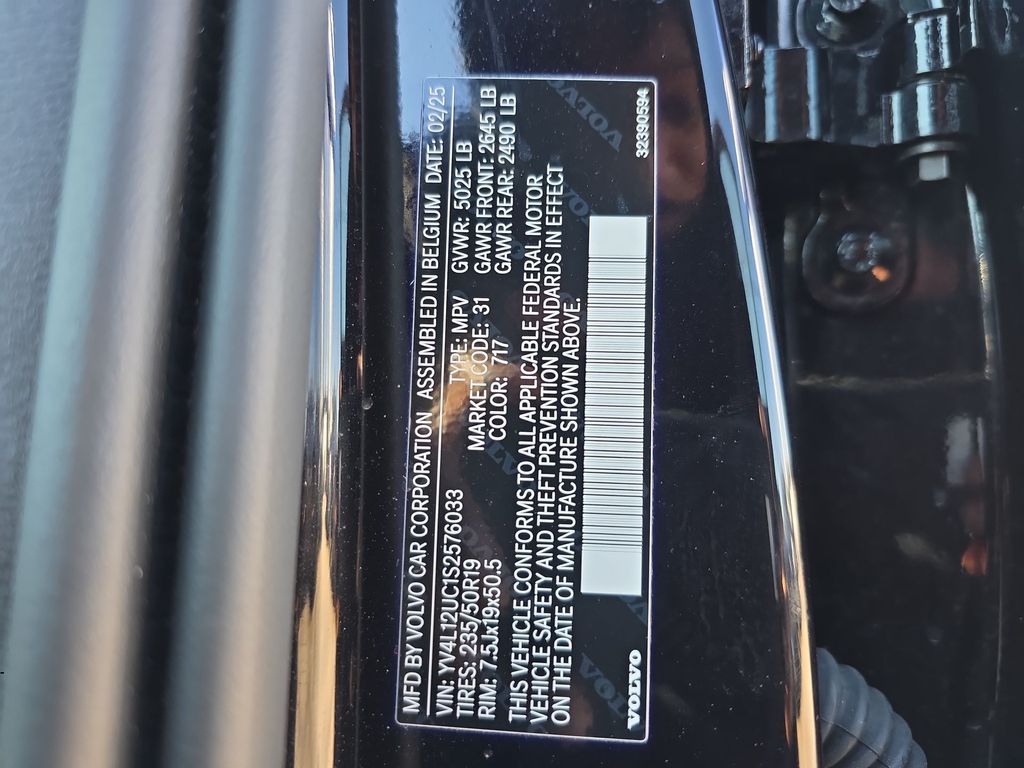 MFD BY VOLVO CAR CORPORATION ASSEMBLED IN BELGIUM DATE: 02/25
VIN: YV4L12UC1S2576033 TYPE: MPV GVWR: 5025 LB
TIRES: 235/50R19 MARKET CODE: 31 GAWR FRONT: 2645 LB
RIM: 7.5Jx19x50.5 COLOR: 717 GAWR REAR: 2490 LB
THIS VEHICLE CONFORMS TO ALL APPLICABLE FEDERAL MOTOR
VEHICLE SAFETY AND THEFT PREVENTION STANDARDS IN EFFECT
ON THE DATE OF MANUFACTURE SHOWN ABOVE.
VOLVO 32390594